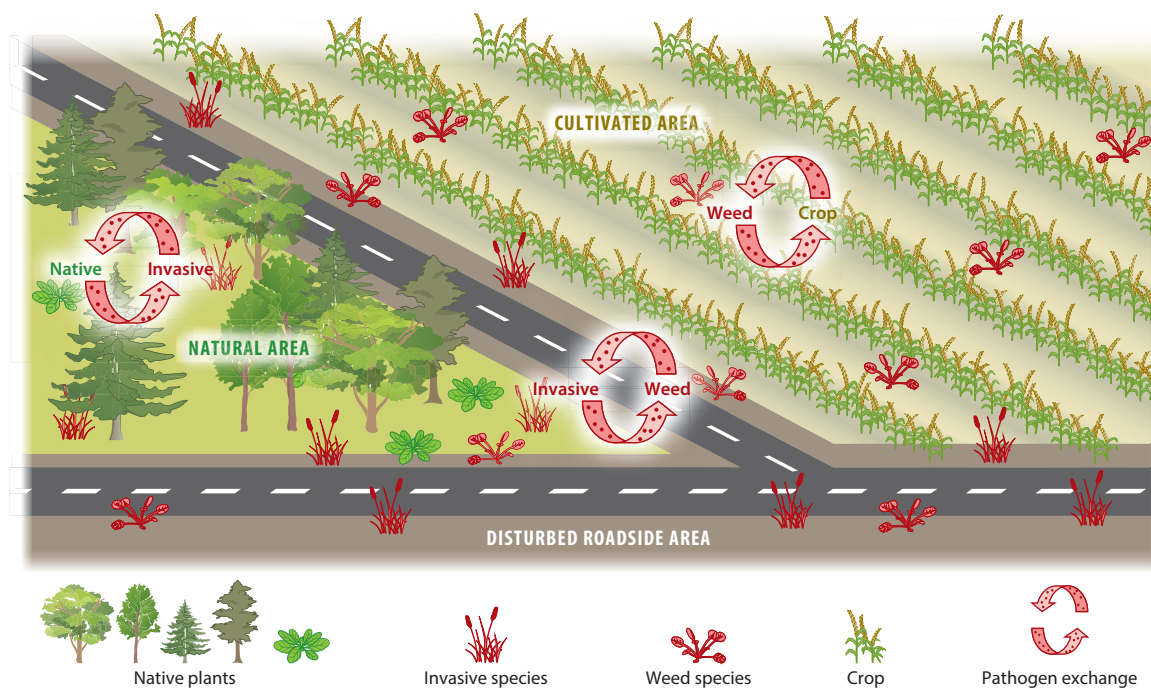 CULTIVATED AREA
Weed
Crop
Native
Invasive
NATURAL AREA
Invasive
Weed
DISTURBED ROADSIDE AREA
Native plants
Invasive species
Weed species
Crop
Pathogen exchange